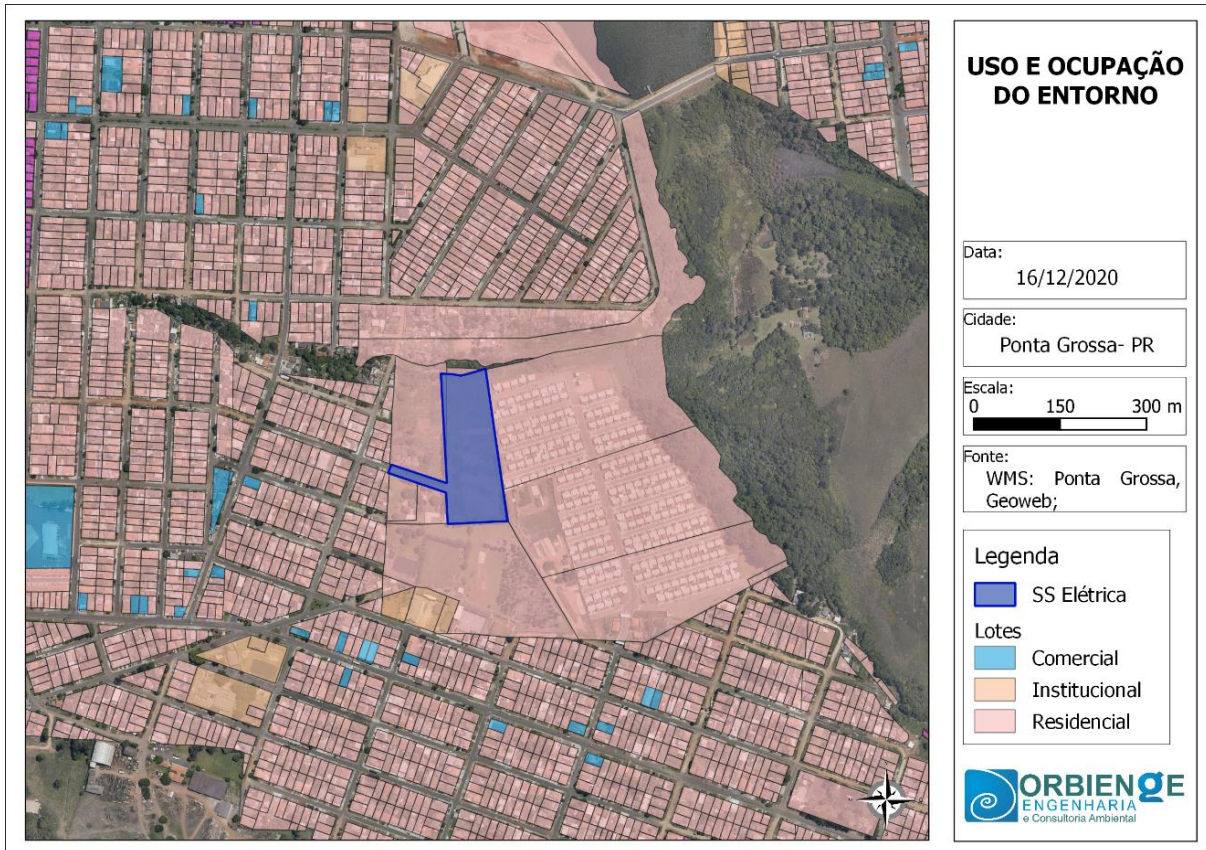 USO E OCUPAÇÃO
DO ENTORNO
Data:
16/12/2020
Cidade:
Ponta Grossa- PR
Escala:
0 150 300 m
Fonte:
WMS: Ponta Grossa,
Geoweb;
Legenda
SS Elétrica
Lotes
Comercial
Institucional
Residencial
ORBIENGE
ENGENHARIA
e Consultoria Ambiental